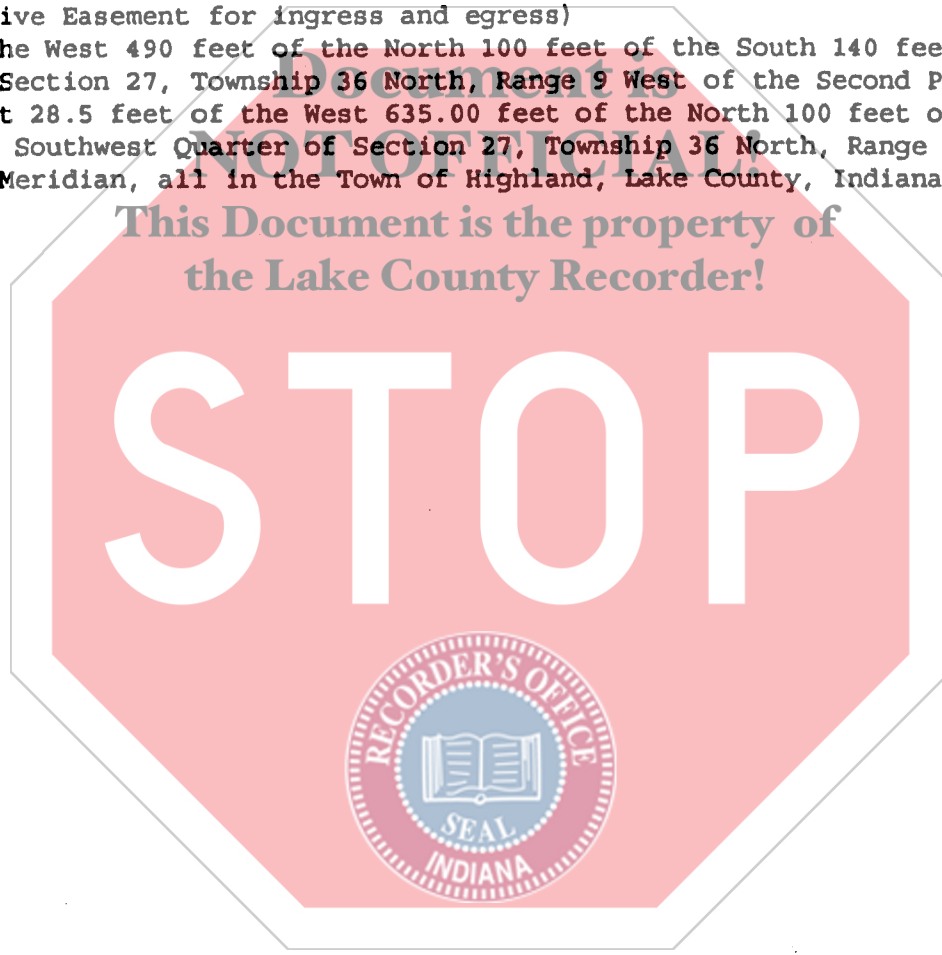 ive Easement for ingress and egress)
he West 490 feet of the North 100 feet of the South 140 fee
Section 27, Township 36 North, Range 9 West of the Second P
t 28.5 feet of the West 635.00 feet of the North 100 feet o
Southwest Quarter of Section 27, Township 36 North, Range
Meridian, all in the Town of Highland, Lake County, Indiana
Document is
NOT OFFICIAL!
This Document is the property of
the Lake County Recorder!
STOP
RECORDER'S OFFICE
SEAL
INDIANA